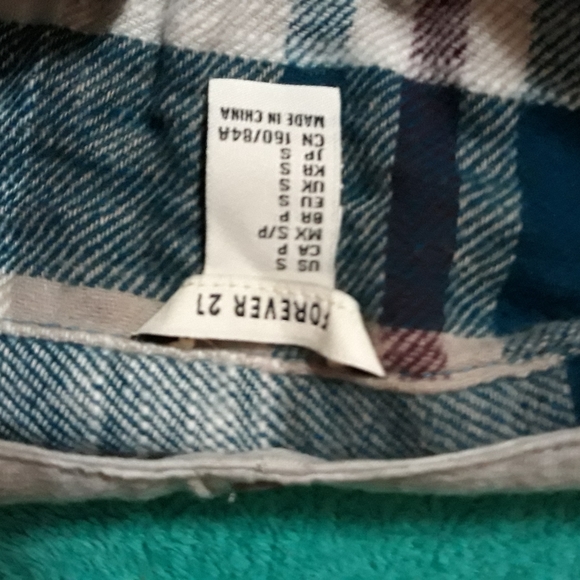 FOREVER 21
US S
CA P
MX S/P
BR P
EU S
UK S
KR S
JP S
CN 160/84A
MADE IN CHINA